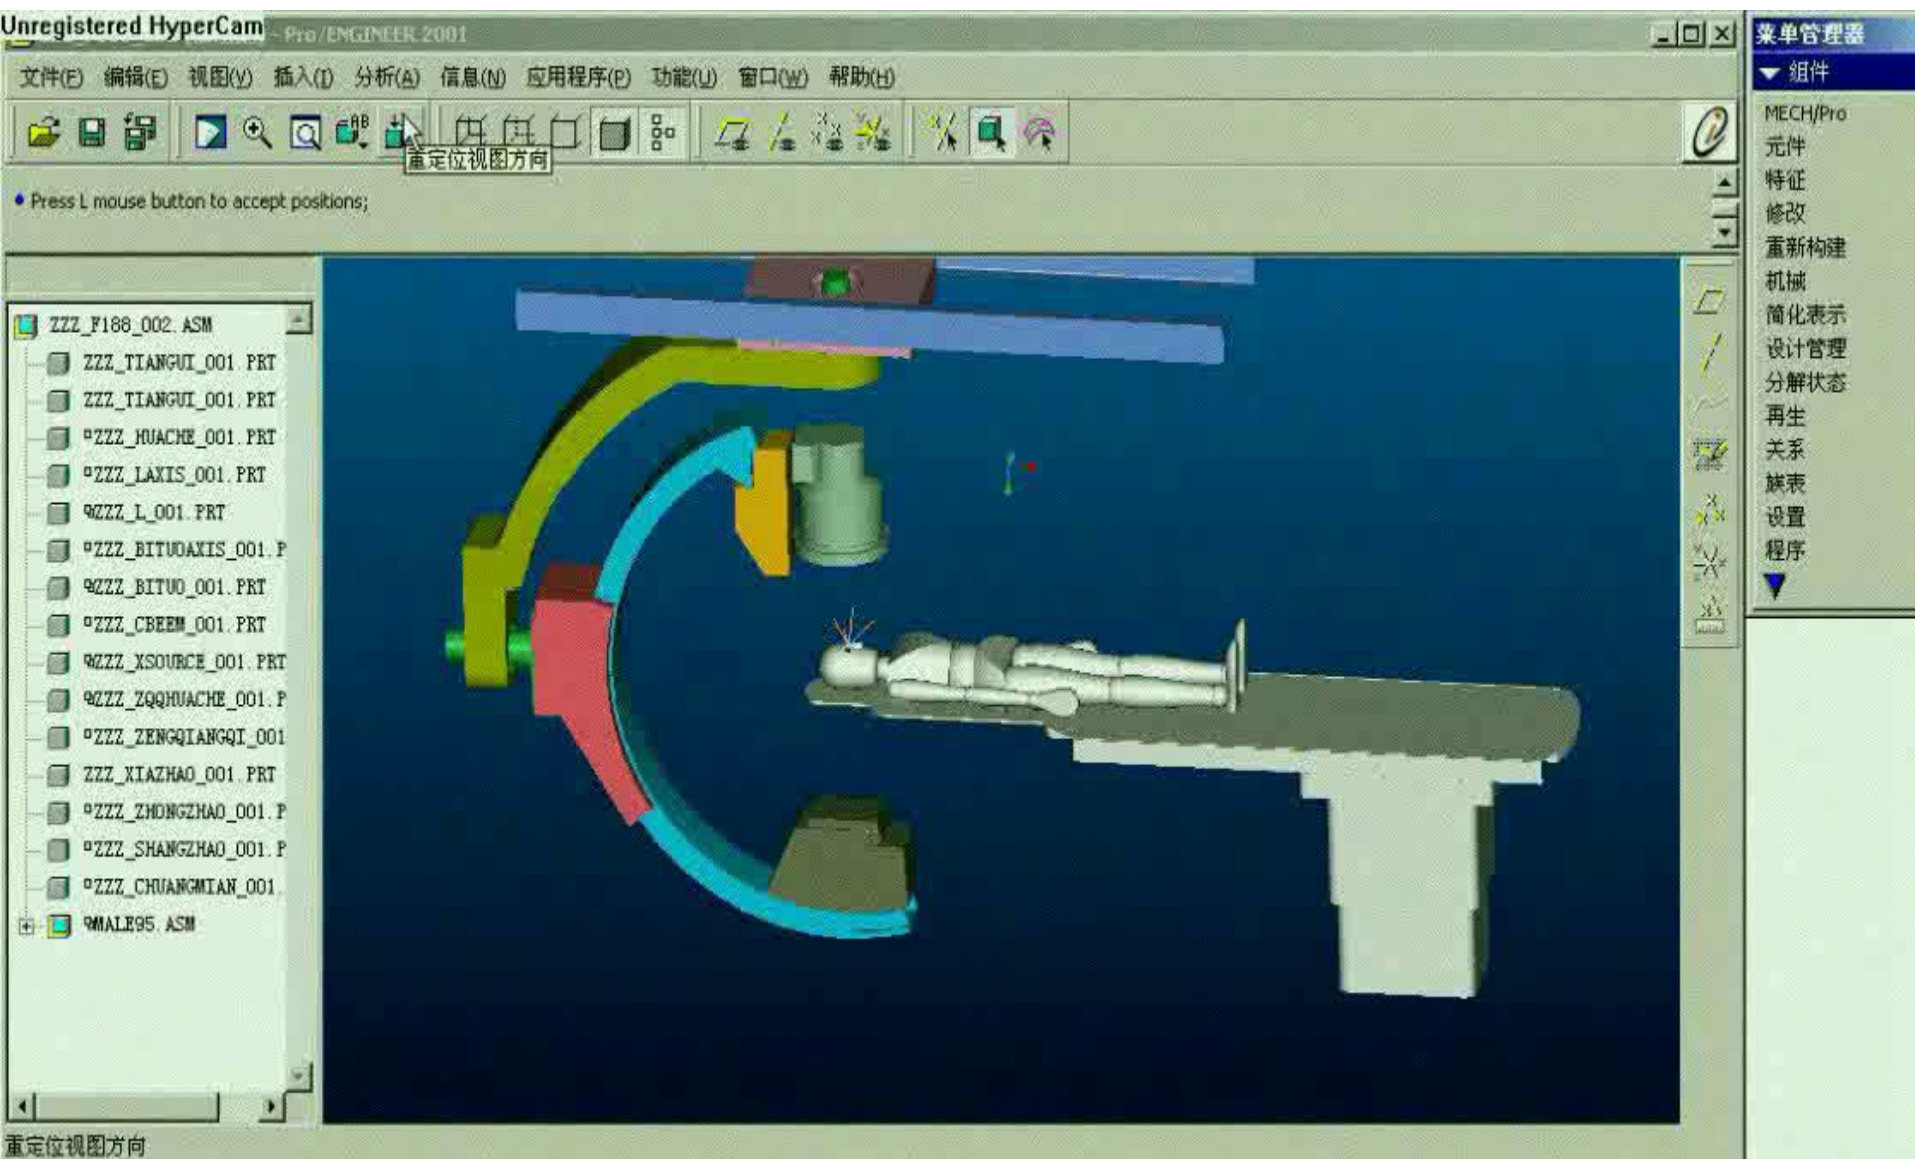 Unregistered HyperCam
- Pro/ENGINEER 2001
文件(F) 编辑(E) 视图(V) 插入(I) 分析(A) 信息(N) 应用程序(P) 功能(U) 窗口(W) 帮助(H)
重定位视图方向
• Press L mouse button to accept positions;
ZZZ_F188_002.ASM
ZZZ_TIANGUI_001.PRT
ZZZ_TIANGUI_001.PRT
ZZZ_HUACHE_001.PRT
ZZZ_LAXIS_001.PRT
ZZZ_L_001.PRT
ZZZ_BITUOAXIS_001.P
ZZZ_BITUO_001.PRT
ZZZ_CBEEM_001.PRT
ZZZ_XSOURCE_001.PRT
ZZZ_ZQQHUACHE_001.P
ZZZ_ZENGQIANGQI_001
ZZZ_XIAZHAO_001.PRT
ZZZ_ZHONGZHAO_001.P
ZZZ_SHANGZHAO_001.P
ZZZ_CHUANGMIAN_001.
MALE95.ASM
重定位视图方向
菜单管理器
组件
MECH/Pro
元件
特征
修改
重新构建
机械
简化表示
设计管理
分解状态
再生
关系
族表
设置
程序